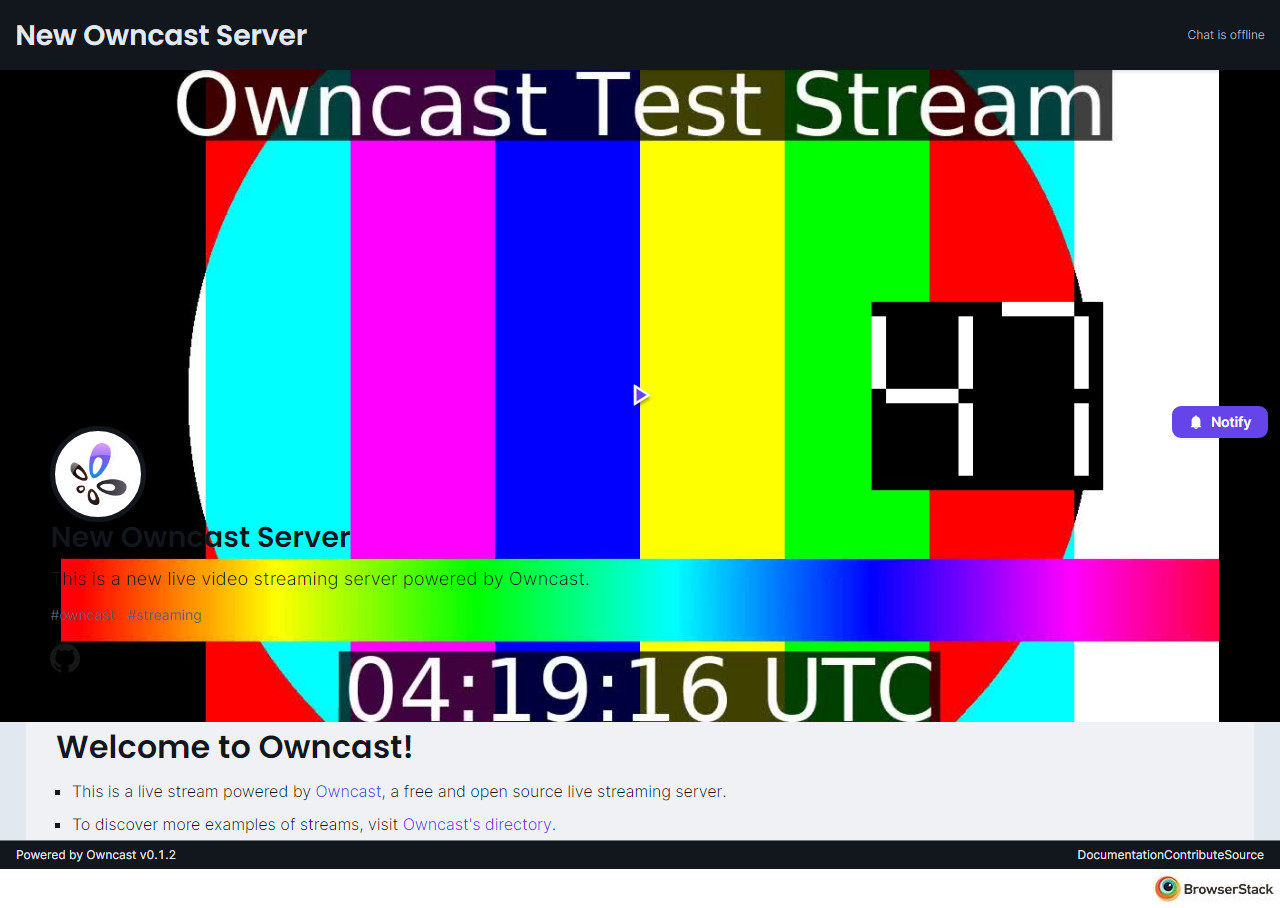 New Owncast Server
Chat is offline
Owncast Test Stream
47
Notify
New Owncast Server
This is a new live video streaming server powered by Owncast.
#owncast #streaming
04:19:16 UTC
Welcome to Owncast!
This is a live stream powered by Owncast, a free and open source live streaming server.
To discover more examples of streams, visit Owncast's directory.
Powered by Owncast v0.1.2
DocumentationContributeSource
BrowserStack